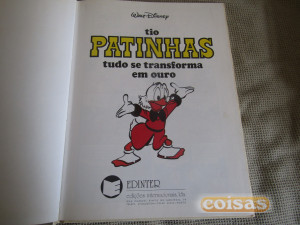 Walt Disney
tio
PATINHAS
tudo se transforma
em ouro
EDINTER
coisas